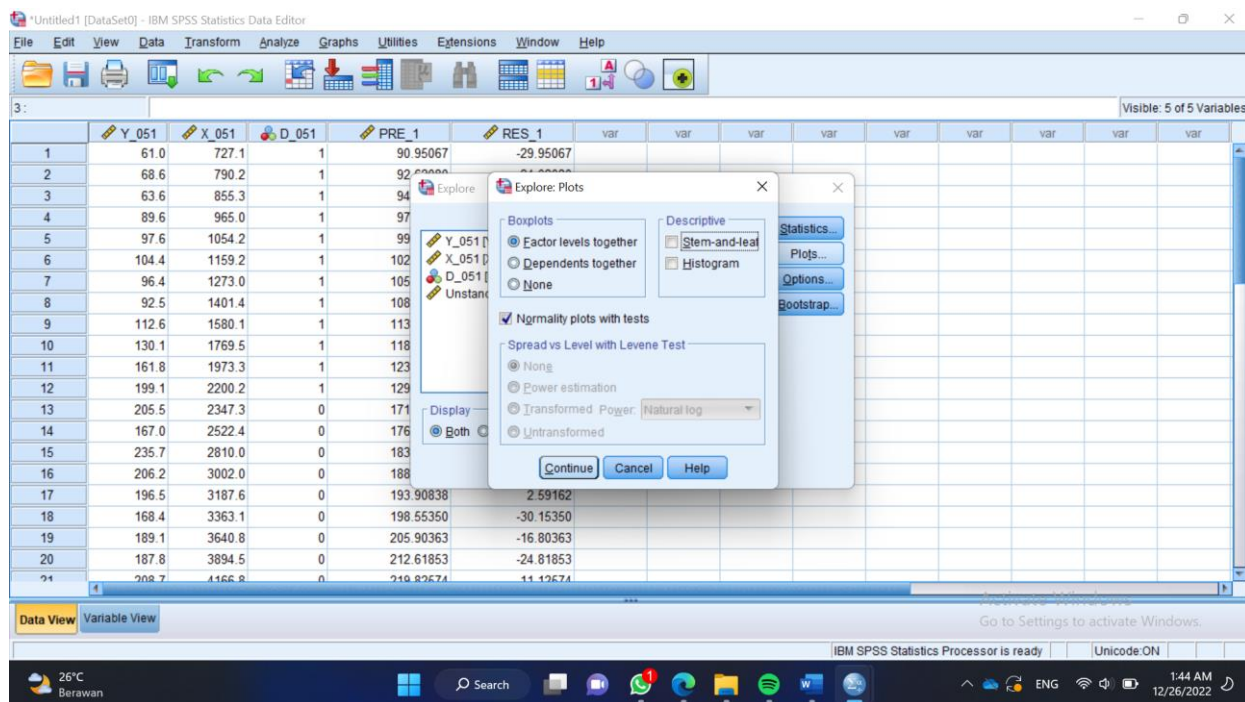 *Untitled1 [DataSet0] - IBM SPSS Statistics Data Editor
File Edit View Data Transform Analyze Graphs Utilities Extensions Window Help
3 :
Visible: 5 of 5 Variables
Y_051 X_051 D_051 PRE_1 RES_1 var var var var var var var var var
1 61.0 727.1 1 90.95067 -29.95067
2 68.6 790.2 1
3 63.6 855.3 1 94
4 89.6 965.0 1 97
5 97.6 1054.2 1 99
6 104.4 1159.2 1 102
7 96.4 1273.0 1 105
8 92.5 1401.4 1 108
9 112.6 1580.1 1 113
10 130.1 1769.5 1 118
11 161.8 1973.3 1 123
12 199.1 2200.2 1 129
13 205.5 2347.3 0 171
14 167.0 2522.4 0 176
15 235.7 2810.0 0 183
16 206.2 3002.0 0 188
17 196.5 3187.6 0 193.90838 2.59162
18 168.4 3363.1 0 198.55350 -30.15350
19 189.1 3640.8 0 205.90363 -16.80363
20 187.8 3894.5 0 212.61853 -24.81853
21 208.7 4166.8 0 219.82674 -11.12674
Explore
Y_051 [
X_051 [
D_051 [
Unstand
Display
Both
Statistics...
Plots...
Options...
Bootstrap...
Explore: Plots
Boxplots
Factor levels together
Dependents together
None
Descriptive
Stem-and-leaf
Histogram
Normality plots with tests
Spread vs Level with Levene Test
None
Power estimation
Transformed Power: Natural log
Untransformed
Continue Cancel Help
Data View Variable View
Activate Windows
Go to Settings to activate Windows.
IBM SPSS Statistics Processor is ready Unicode:ON
26°C
Berawan
Search
1
ENG
1:44 AM
12/26/2022